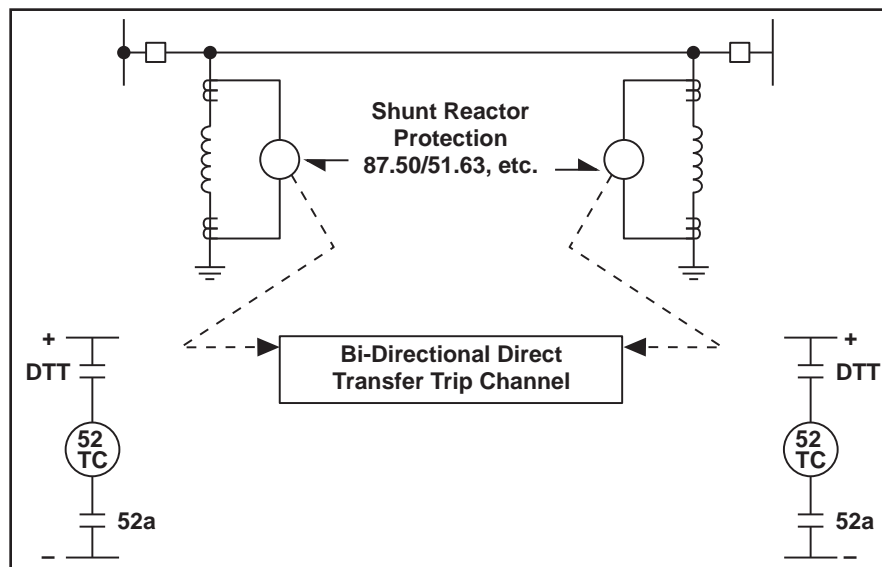 Shunt Reactor
Protection
87.50/51.63, etc.
Bi-Directional Direct
Transfer Trip Channel
+
DTT
52
TC
52a
–
+
DTT
52
TC
52a
–